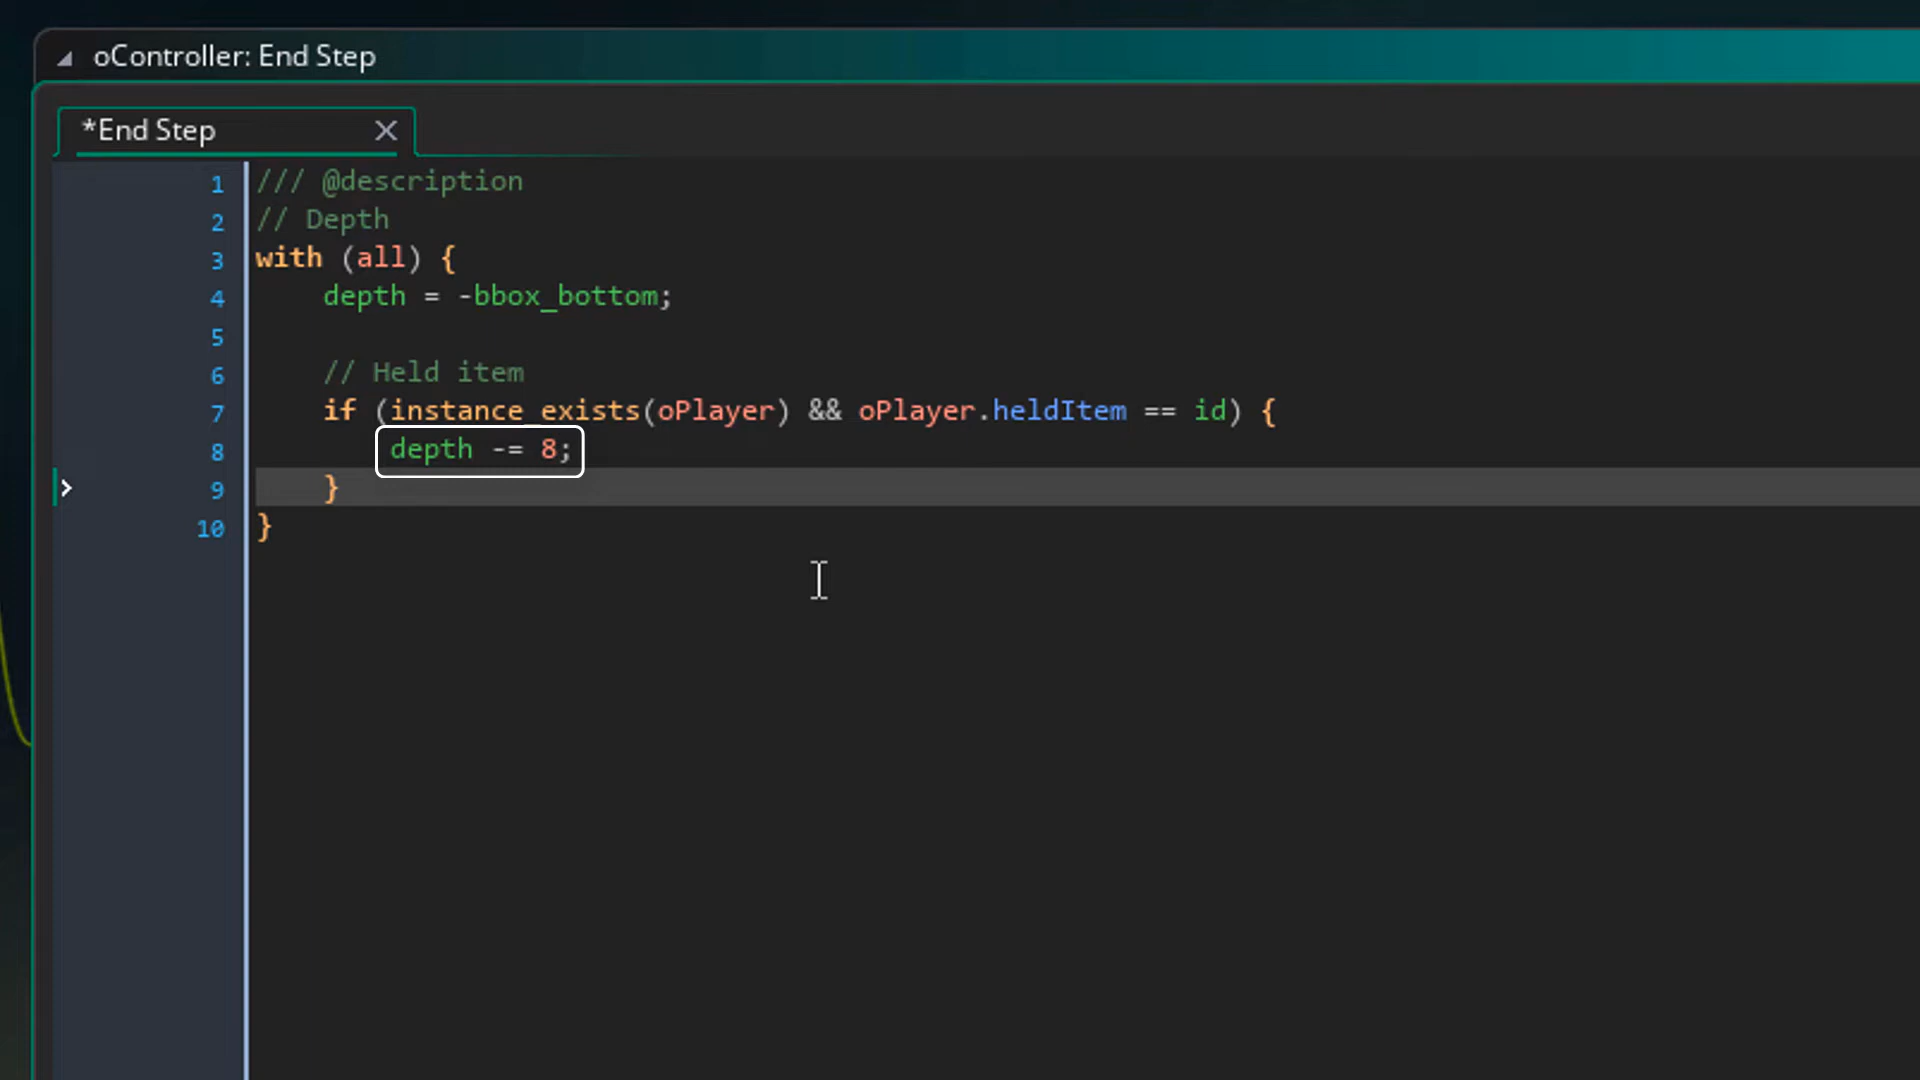 oController: End Step
*End Step
1 /// @description
2 // Depth
3 with (all) {
4     depth = -bbox_bottom;
5
6     // Held item
7     if (instance_exists(oPlayer) && oPlayer.heldItem == id) {
8         depth -= 8;
9     }
10 }